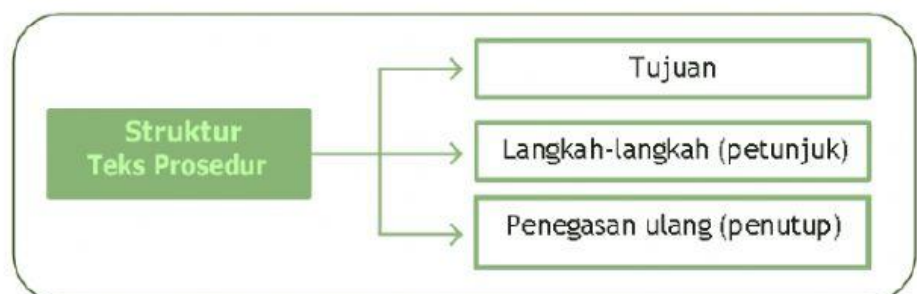 Struktur
Teks Prosedur
Tujuan
Langkah-langkah (petunjuk)
Penegasan ulang (penutup)